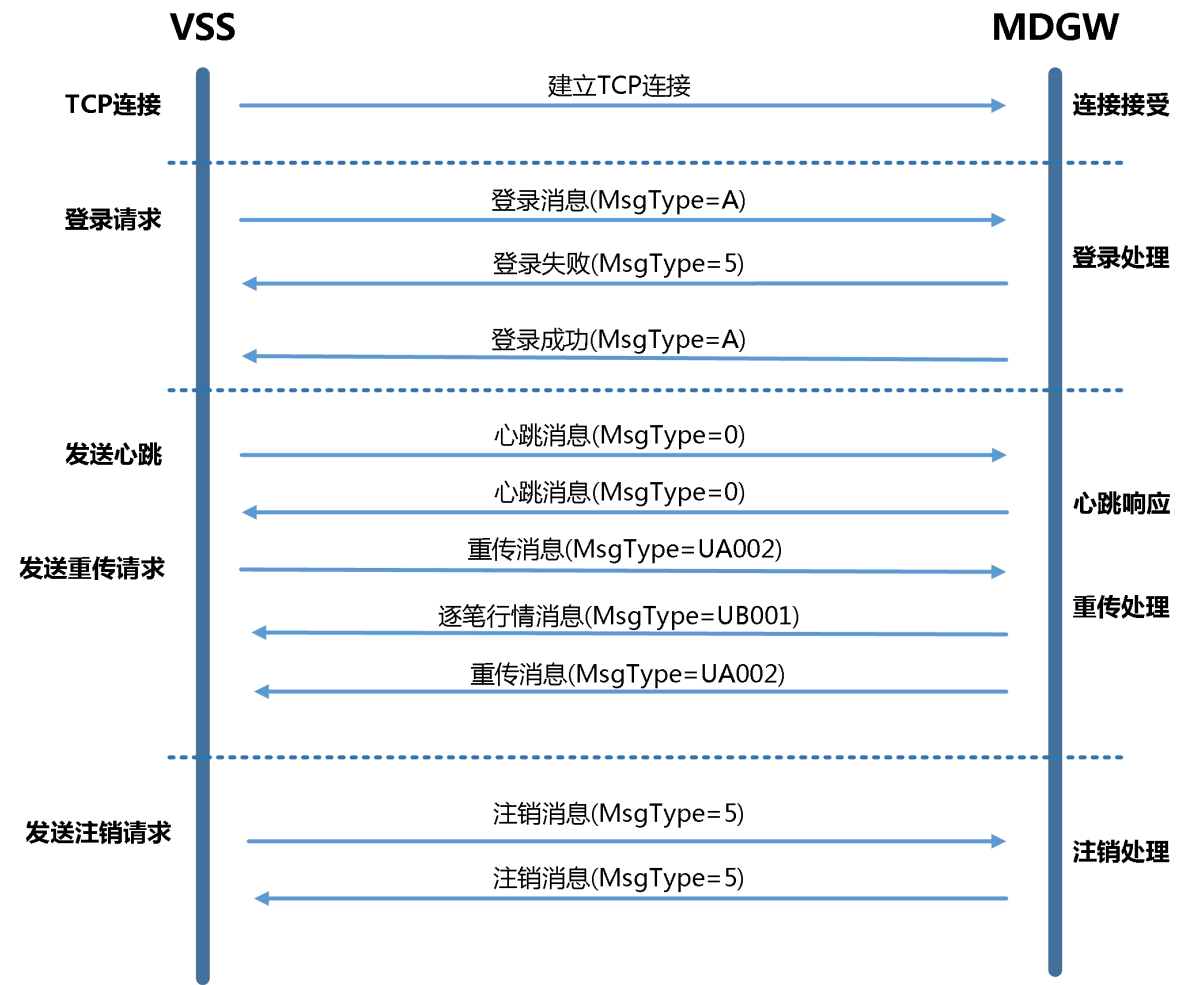 VSS
MDGW
建立TCP连接
TCP连接
连接接受
登录消息(MsgType=A)
登录请求
登录处理
登录失败(MsgType=5)
登录成功(MsgType=A)
心跳消息(MsgType=0)
发送心跳
心跳消息(MsgType=0)
心跳响应
重传消息(MsgType=UA002)
发送重传请求
重传处理
逐笔行情消息(MsgType=UB001)
重传消息(MsgType=UA002)
注销消息(MsgType=5)
发送注销请求
注销处理
注销消息(MsgType=5)